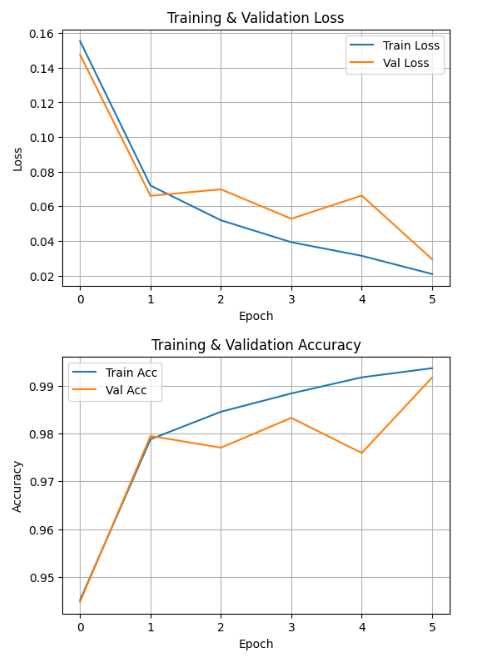 Training & Validation Loss
0.16
0.14
0.12
0.10
0.08
0.06
0.04
0.02
Loss
Train Loss
Val Loss
0 1 2 3 4 5
Epoch
Training & Validation Accuracy
0.99
0.98
0.97
0.96
0.95
Accuracy
Train Acc
Val Acc
0 1 2 3 4 5
Epoch